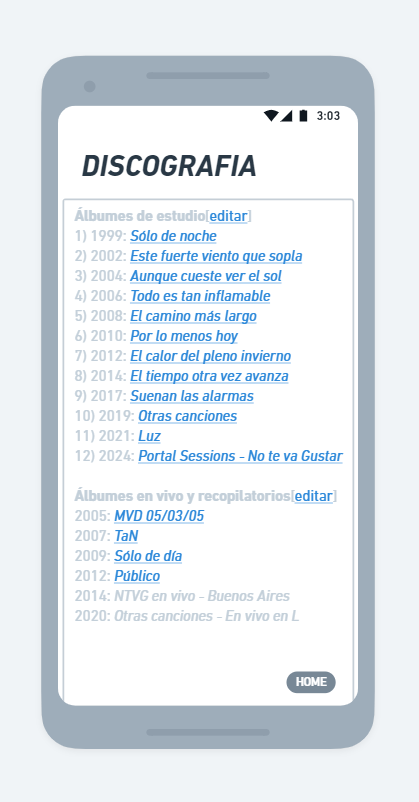 3:03
DISCOGRAFIA
Álbumes de estudio[editar]
1) 1999: Sólo de noche
2) 2002: Este fuerte viento que sopla
3) 2004: Aunque cueste ver el sol
4) 2006: Todo es tan inflamable
5) 2008: El camino más largo
6) 2010: Por lo menos hoy
7) 2012: El calor del pleno invierno
8) 2014: El tiempo otra vez avanza
9) 2017: Suenan las alarmas
10) 2019: Otras canciones
11) 2021: Luz
12) 2024: Portal Sessions - No te va Gustar
Álbumes en vivo y recopilatorios[editar]
2005: MVD 05/03/05
2007: TaN
2009: Sólo de día
2012: Público
2014: NTVG en vivo - Buenos Aires
2020: Otras canciones - En vivo en L
HOME